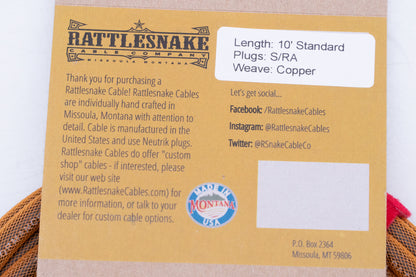 RATTLESNAKE
CABLE COMPANY
MISSOULA MONTANA
Length: 10' Standard
Plugs: S/RA
Weave: Copper
Thank you for purchasing a
Rattlesnake Cable! Rattlesnake Cables
are individually hand crafted in
Missoula, Montana with attention to
detail. Cable is manufactured in the
United States and use Neutrik plugs.
Rattlesnake Cables do offer "custom
shop" cables - if interested, please
visit our web site
(www.RattlesnakeCables.com) for
more information, or talk to your
dealer for custom cable options.
Let's get social...
Facebook: /RattlesnakeCables
Instagram: @RattlesnakeCables
Twitter: @RSnakeCableCo
MADE IN
MONTANA
USA
P.O. Box 2364
Missoula, MT 59806